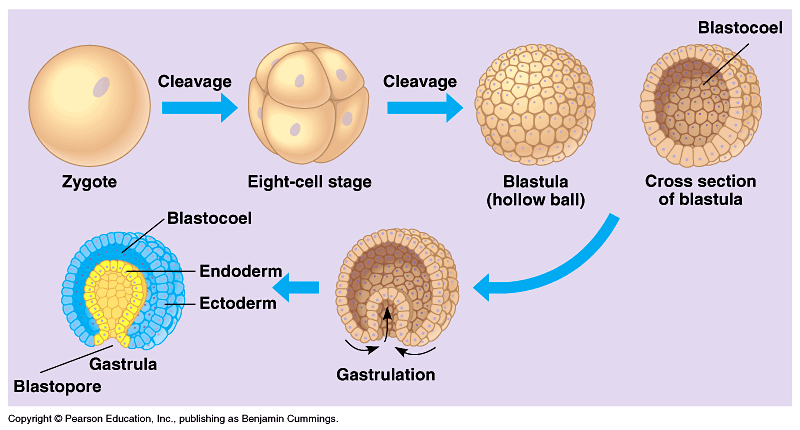 Blastocoel
Cleavage
Cleavage
Zygote
Eight-cell stage
Blastula
(hollow ball)
Cross section
of blastula
Blastocoel
Endoderm
Ectoderm
Gastrula
Blastopore
Gastrulation
Copyright © Pearson Education, Inc., publishing as Benjamin Cummings.